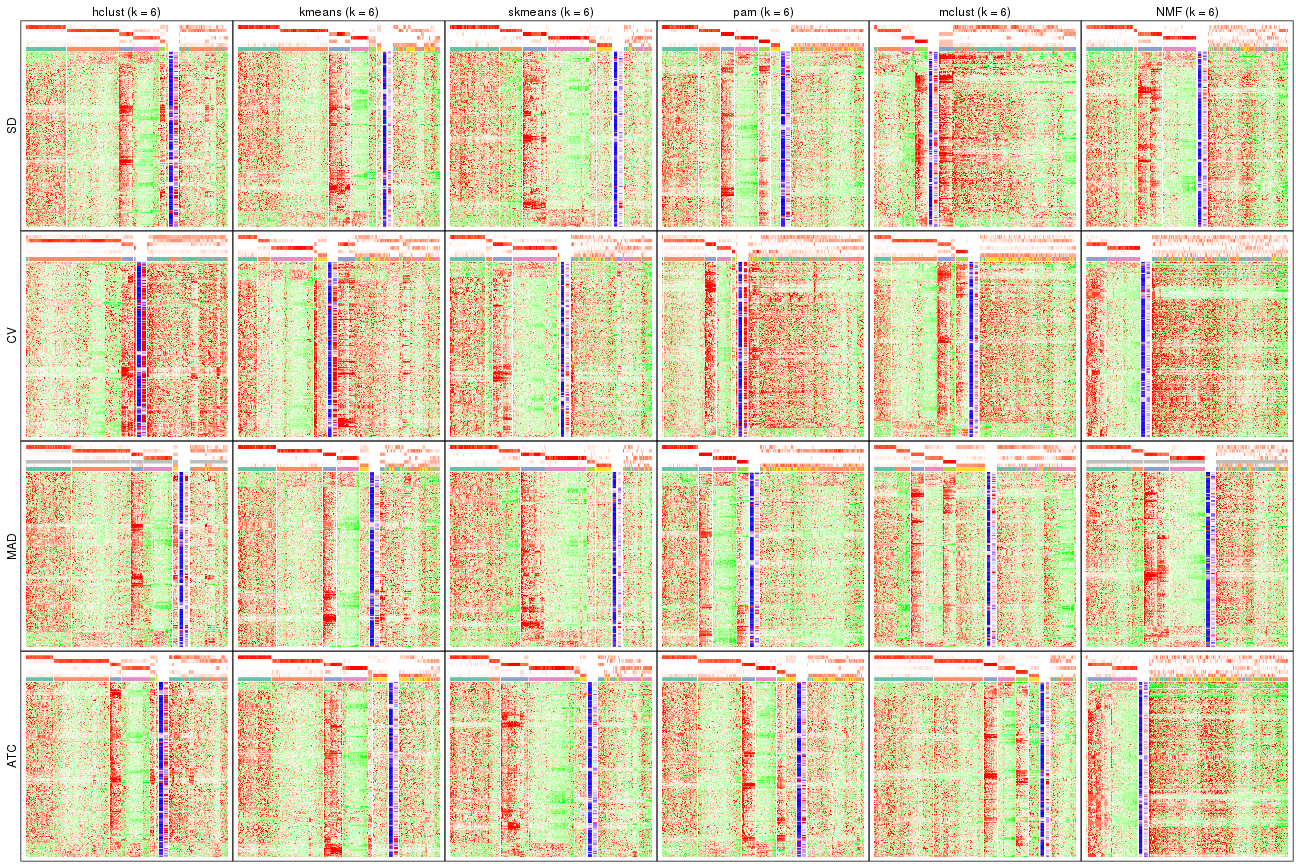 hclust (k = 6) kmeans (k = 6) skmeans (k = 6) pam (k = 6) mclust (k = 6) NMF (k = 6)
SD
CV
MAD
ATC